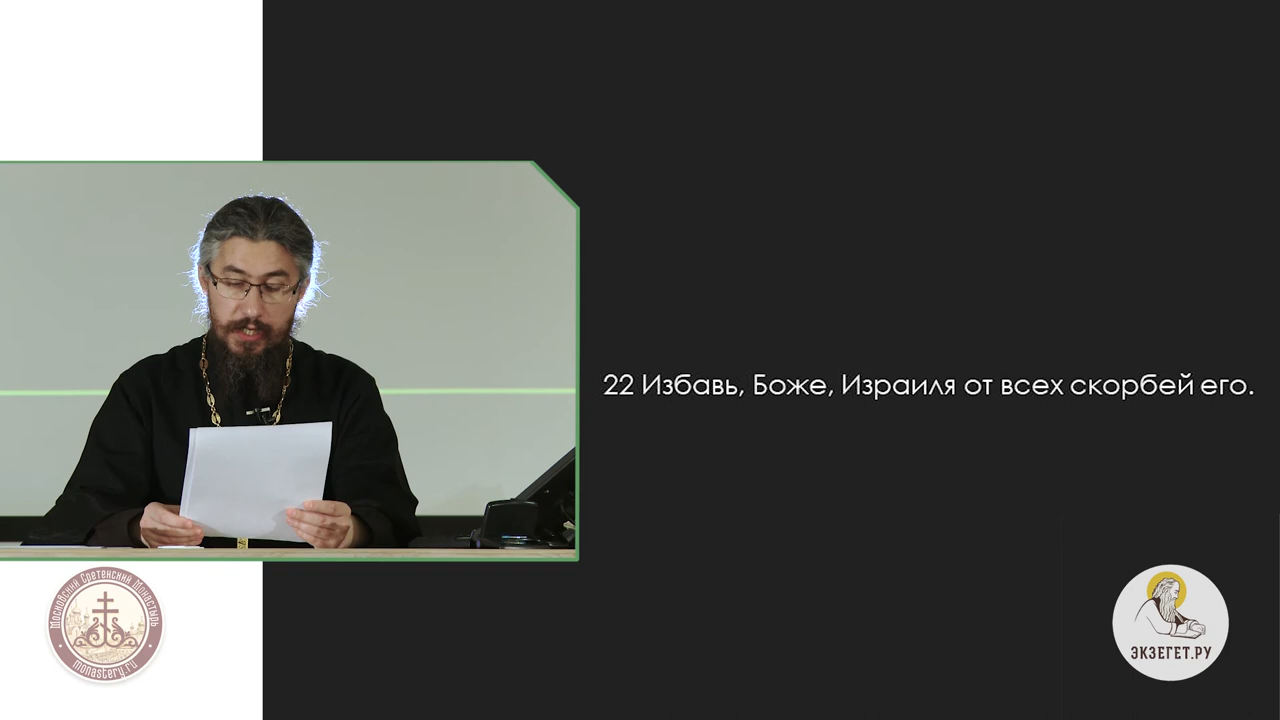 22 Избавь, Боже, Израиля от всех скорбей его.
Московский Сретенский Монастырь
monastery.ru
ЭКЗЕГЕТ.РУ